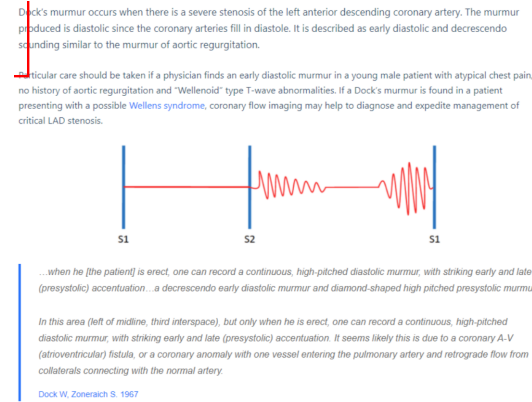 Dock's murmur occurs when there is a severe stenosis of the left anterior descending coronary artery. The murmur
produced is diastolic since the coronary arteries fill in diastole. It is described as early diastolic and decrescendo
sounding similar to the murmur of aortic regurgitation.
Particular care should be taken if a physician finds an early diastolic murmur in a young male patient with atypical chest pain,
no history of aortic regurgitation and “Wellenoid” type T-wave abnormalities. If a Dock's murmur is found in a patient
presenting with a possible Wellens syndrome, coronary flow imaging may help to diagnose and expedite management of
critical LAD stenosis.
S1 S2 S1
…when he [the patient] is erect, one can record a continuous, high-pitched diastolic murmur, with striking early and late
(presystolic) accentuation…a decrescendo early diastolic murmur and diamond-shaped high pitched presystolic murmu
In this area (left of midline, third interspace), but only when he is erect, one can record a continuous, high-pitched
diastolic murmur, with striking early and late (presystolic) accentuation. It seems likely this is due to a coronary A-V
(atroventricular) fistula, or a coronary anomaly with one vessel entering the pulmonary artery and retrograde flow from
collaterals connecting with the normal artery.
Dock W, Zoneraich S. 1967